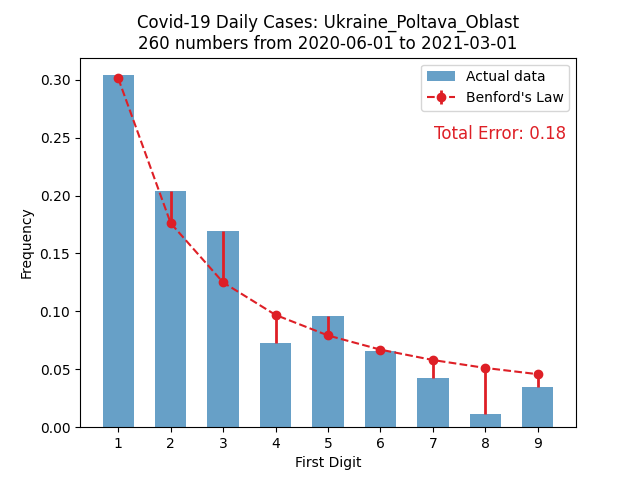 Covid-19 Daily Cases: Ukraine_Poltava_Oblast
260 numbers from 2020-06-01 to 2021-03-01
Actual data
Benford's Law
Total Error: 0.18
Frequency
0.30
0.25
0.20
0.15
0.10
0.05
0.00
1 2 3 4 5 6 7 8 9
First Digit